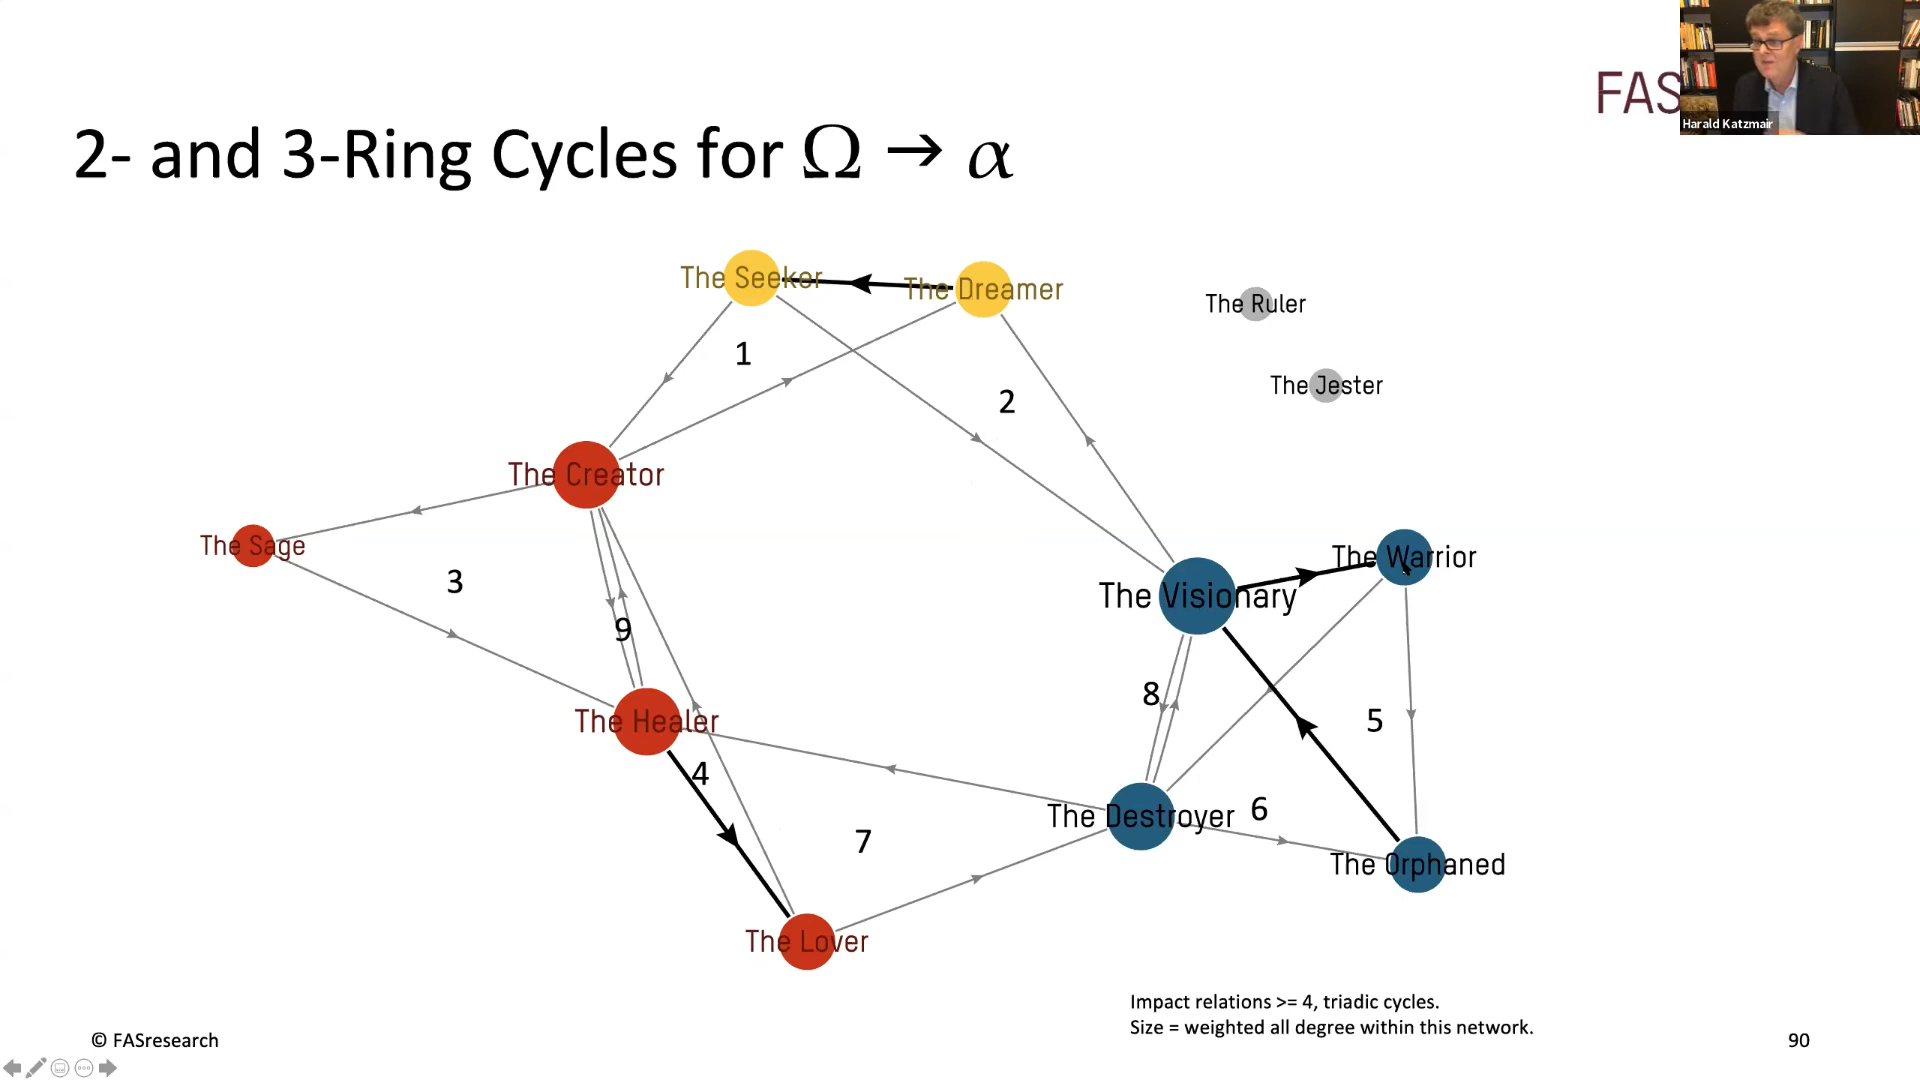 FAS
Harald Katzmair
2- and 3-Ring Cycles for Ω → α
The Seeker
The Dreamer
The Ruler
1
The Jester
2
The Creator
The Sage
The Warrior
3
The Visionary
9
8
The Healer
5
4
The Destroyer
6
7
The Orphaned
The Lover
Impact relations >= 4, triadic cycles.
Size = weighted all degree within this network.
© FASresearch
90